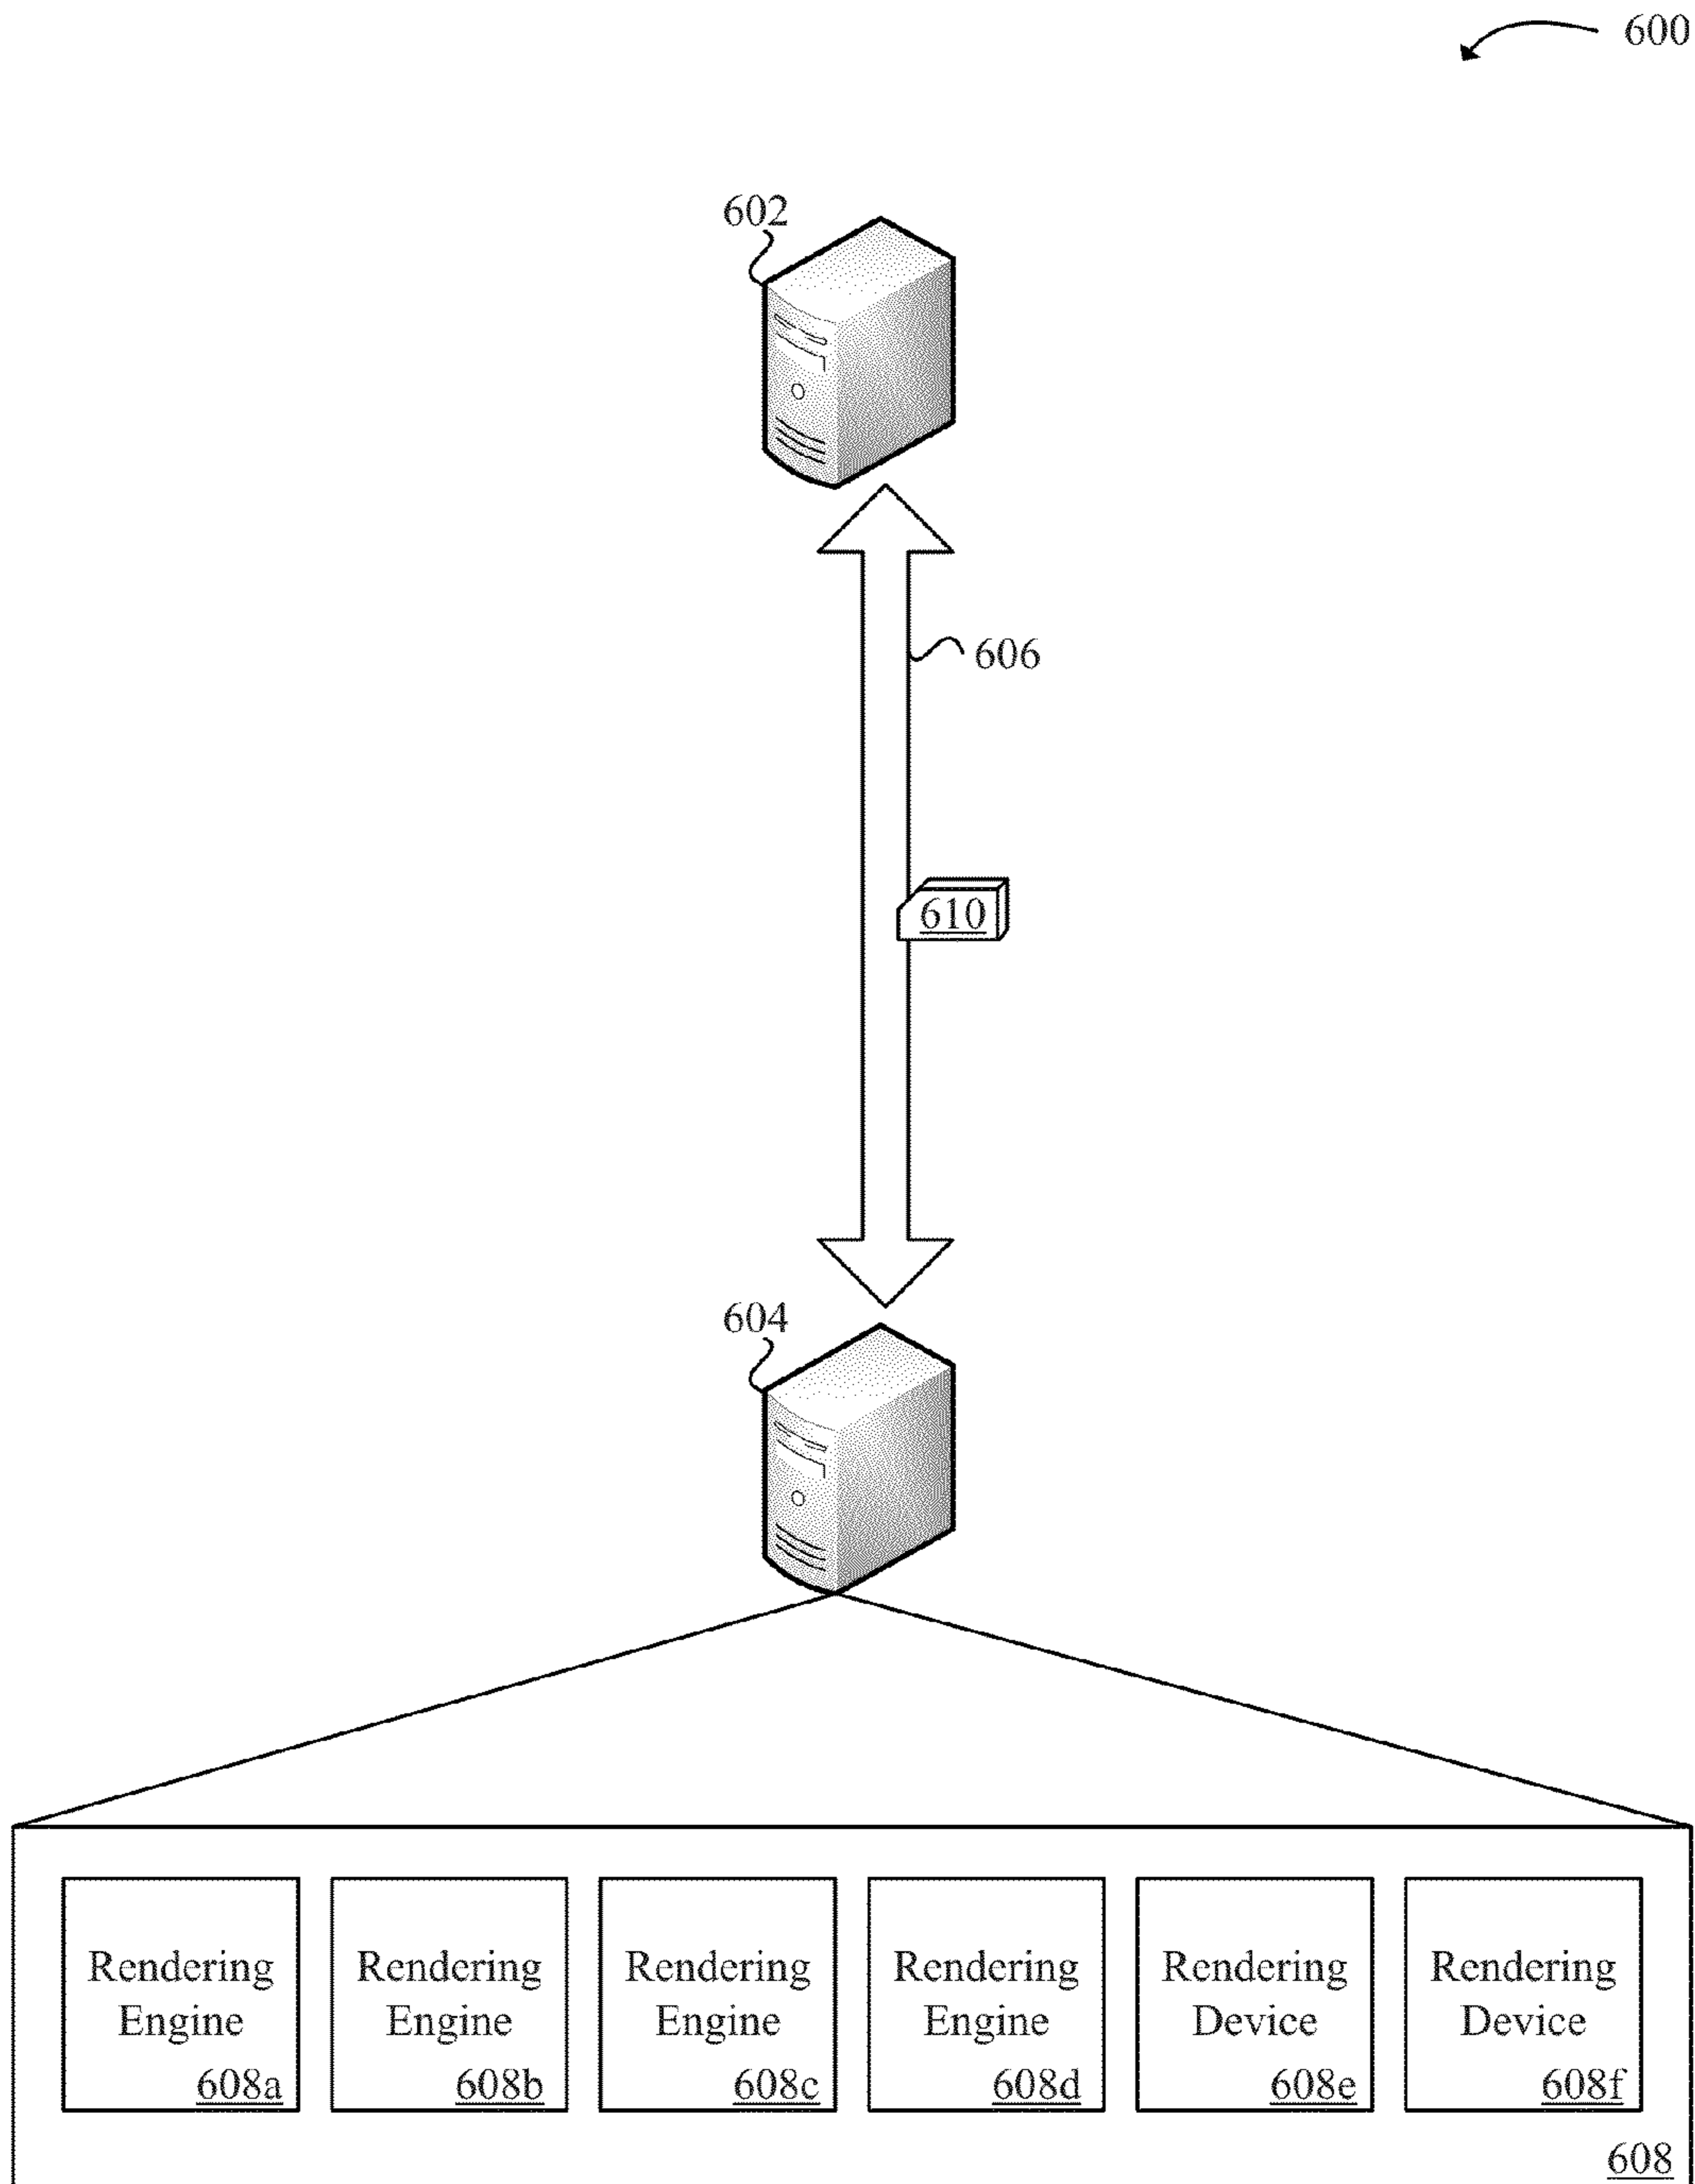 600
602
606
610
604
Rendering
Engine
608a
Rendering
Engine
608b
Rendering
Engine
608c
Rendering
Engine
608d
Rendering
Device
608e
Rendering
Device
608f
608